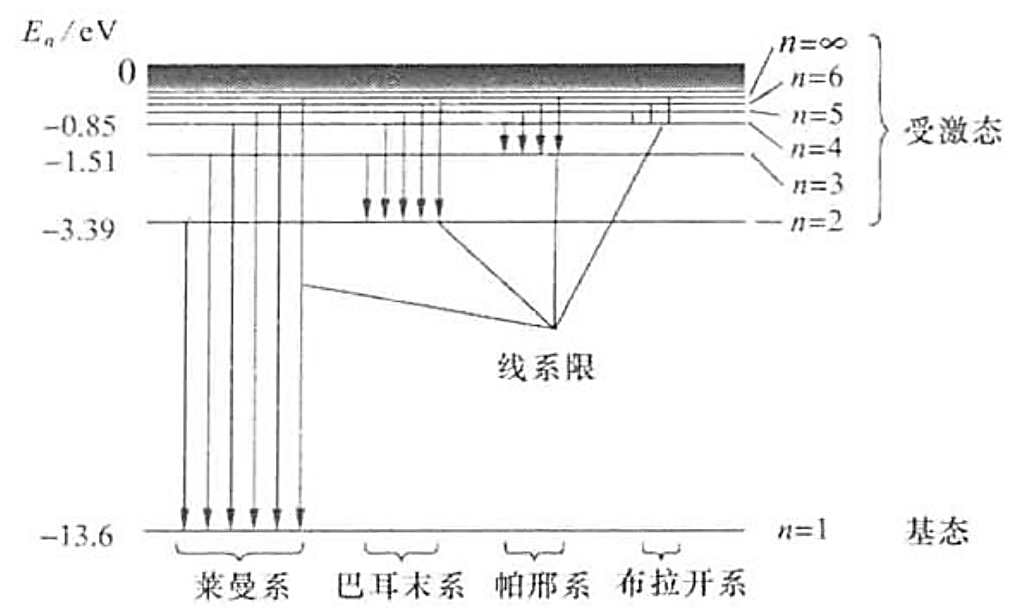 Eₙ/eV
0
-0.85
-1.51
-3.39
-13.6
n=∞
n=6
n=5
n=4
n=3
n=2
n=1
受激态
基态
线系限
莱曼系
巴耳末系
帕邢系
布拉开系